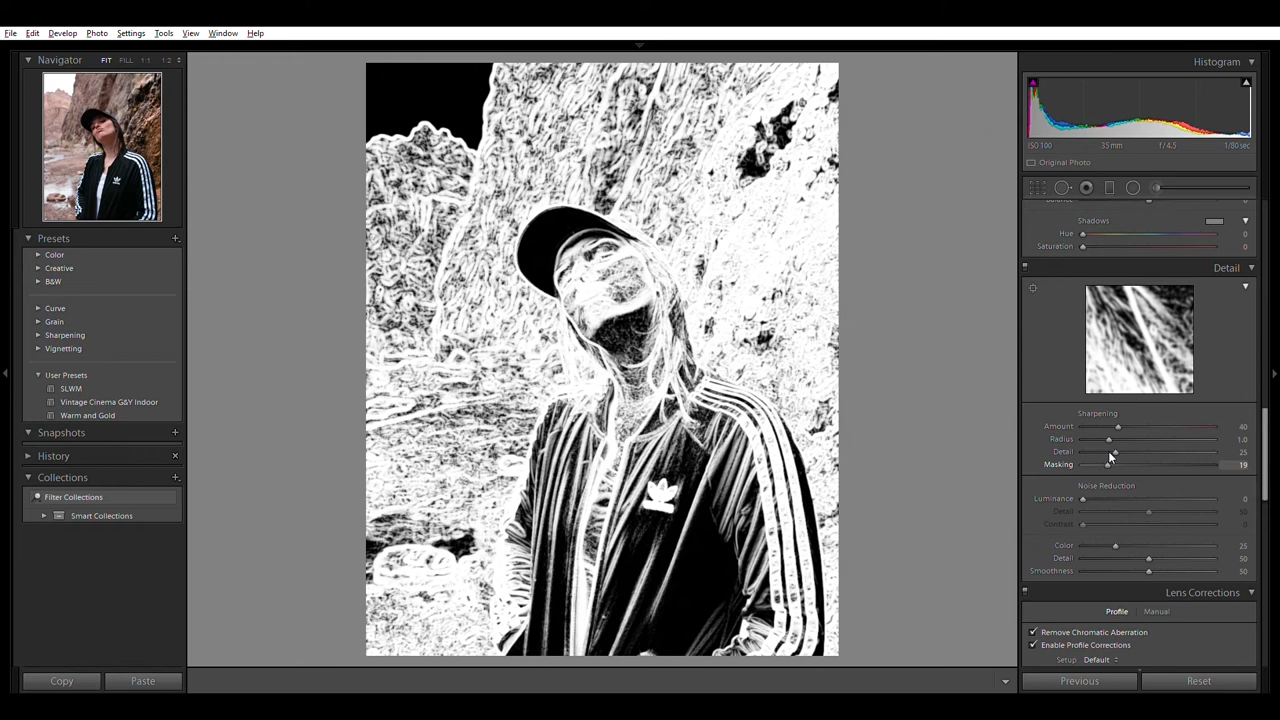 File Edit Develop Photo Settings Tools View Window Help
Navigator FIT FILL 1:1 1:2
Presets
Color
Creative
B&W
Curve
Grain
Sharpening
Vignetting
User Presets
SLWM
Vintage Cinema G&Y Indoor
Warm and Gold
Snapshots
History
Collections
Filter Collections
Smart Collections
Copy Paste
Histogram
ISO 100 35 mm f / 4.5 1/80 sec
Original Photo
Balance 0
Shadows
Hue 0
Saturation 0
Detail
Sharpening
Amount 40
Radius 1.0
Detail 25
Masking 19
Noise Reduction
Luminance 0
Detail 50
Contrast 0
Color 25
Detail 50
Smoothness 50
Lens Corrections
Profile Manual
Remove Chromatic Aberration
Enable Profile Corrections
Setup Default
Previous Reset